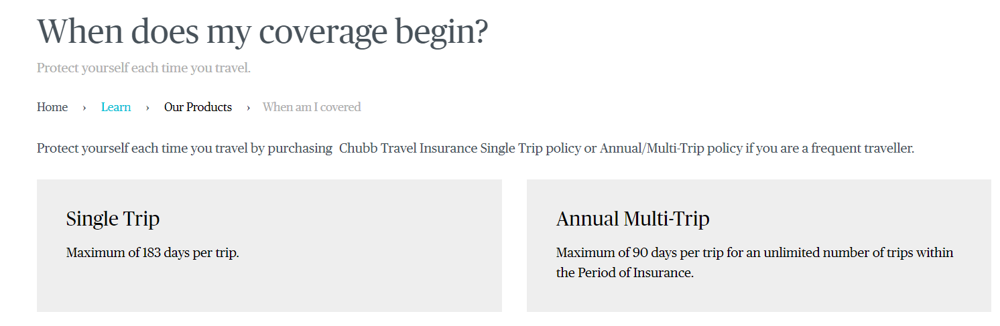 When does my coverage begin?
Protect yourself each time you travel.
Home › Learn › Our Products › When am I covered
Protect yourself each time you travel by purchasing  Chubb Travel Insurance Single Trip policy or Annual/Multi-Trip policy if you are a frequent traveller.
Single Trip
Maximum of 183 days per trip.
Annual Multi-Trip
Maximum of 90 days per trip for an unlimited number of trips within
the Period of Insurance.